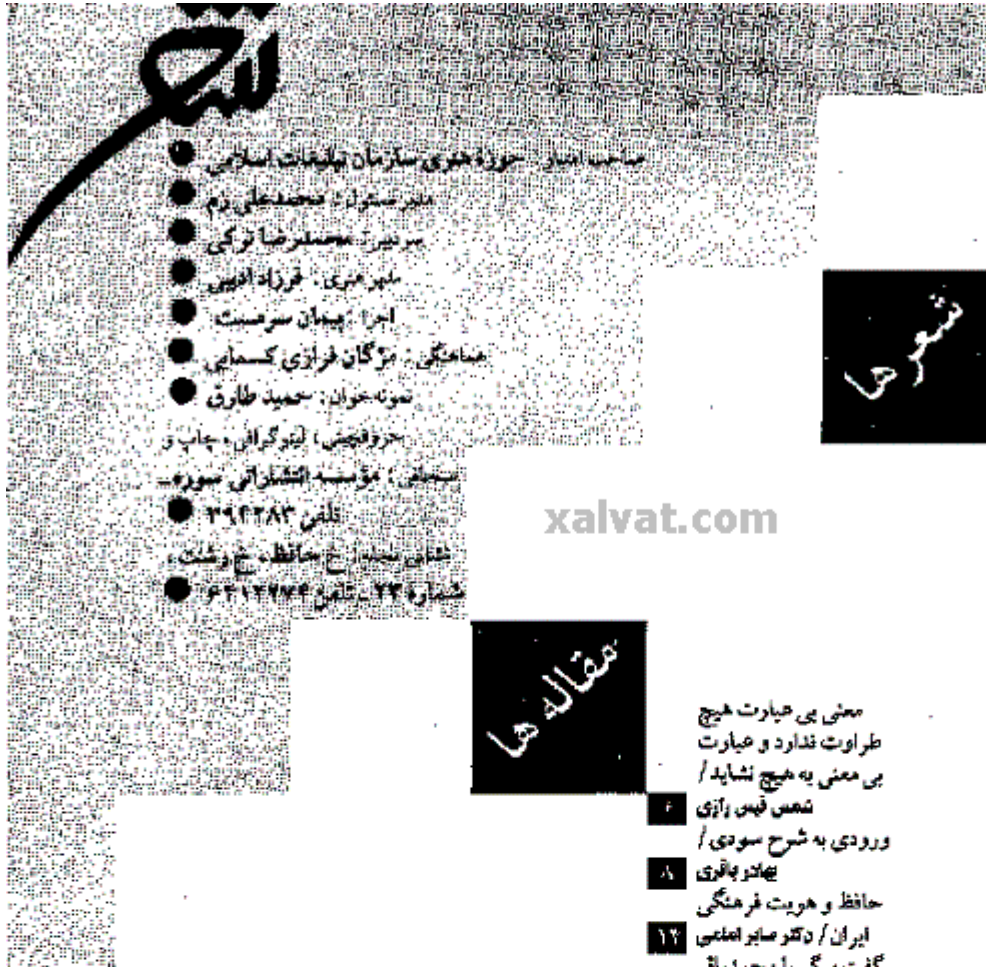 صاحب امتیاز: حوزهٔ هنری سازمان تبلیغات اسلامی
مدیر مسئول: محمدعلی زم
سردبیر: محمدرضا ترکی
مدیر هنری: فرزاد ادیبی
اجرا: پیمان سرمست
هماهنگی: مژگان فرازی کسمایی
نمونه‌خوان: حمید طارق
حروفچینی، لیتوگرافی، چاپ و
صحافی: مؤسسه انتشاراتی سوره_
تلفن
نشانی مجله: خ حافظ، خ رشت،
شماره ۲۳ _ تلفن
شعرها
xalvat.com
مقاله ها
معنی بی عبارت هیچ
طراوت ندارد و عبارت
بی معنی به هیچ نشاید /
شمس قیس رازی ۶
ورودی به شرح سودی /
بهادر باقری ۸
حافظ و هویت فرهنگی
ایران / دکتر صابر امامی ۱۲